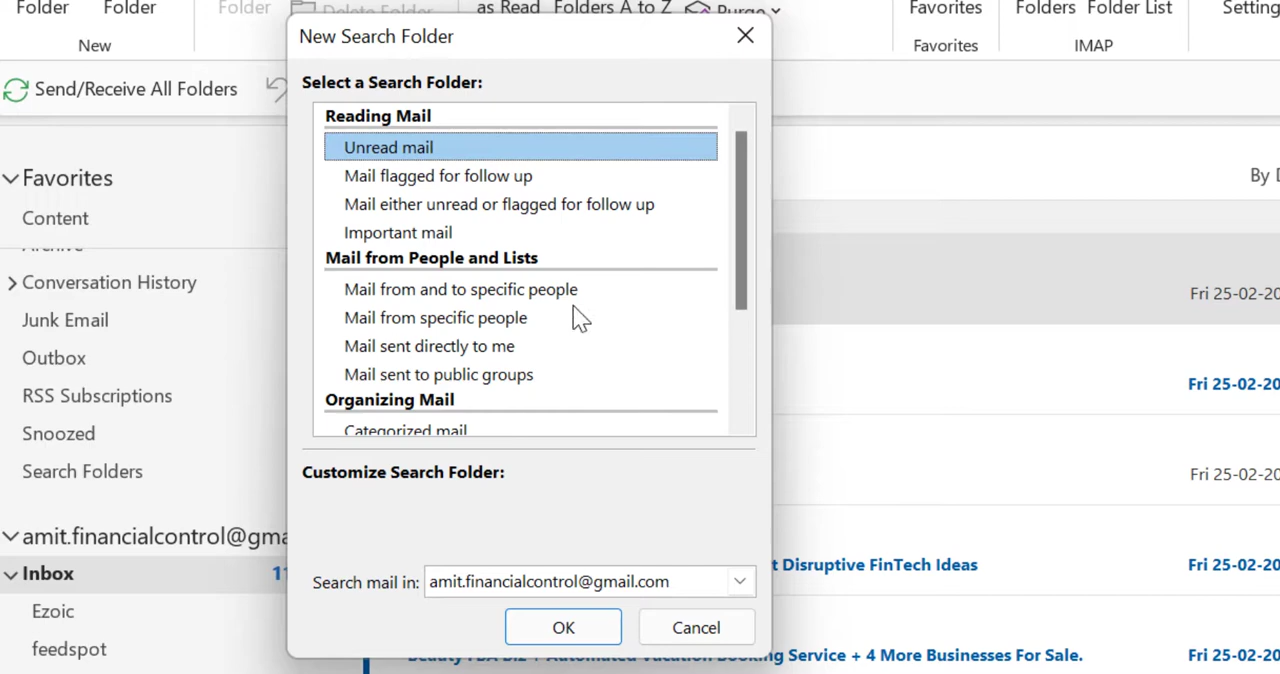 Folder Folder Folder Delete Folder as Read Folders A to Z Purge Favorites Folders Folder List
New Favorites IMAP
New Search Folder
Send/Receive All Folders
Select a Search Folder:
Reading Mail
Unread mail
Mail flagged for follow up
Mail either unread or flagged for follow up
Important mail
Mail from People and Lists
Mail from and to specific people
Mail from specific people
Mail sent directly to me
Mail sent to public groups
Organizing Mail
Categorized mail
Customize Search Folder:
Search mail in: amit.financialcontrol@gmail.com
OK Cancel
Favorites
Content
Archive
Conversation History
Junk Email
Outbox
RSS Subscriptions
Snoozed
Search Folders
amit.financialcontrol@gma
Inbox 11
Ezoic
feedspot
By
Fri 25-02-20
Fri 25-02-20
Fri 25-02-20
t Disruptive FinTech Ideas Fri 25-02-20
Beauty FBA Biz + Automated Vacation Booking Service + 4 More Businesses For Sale. Fri 25-02-20